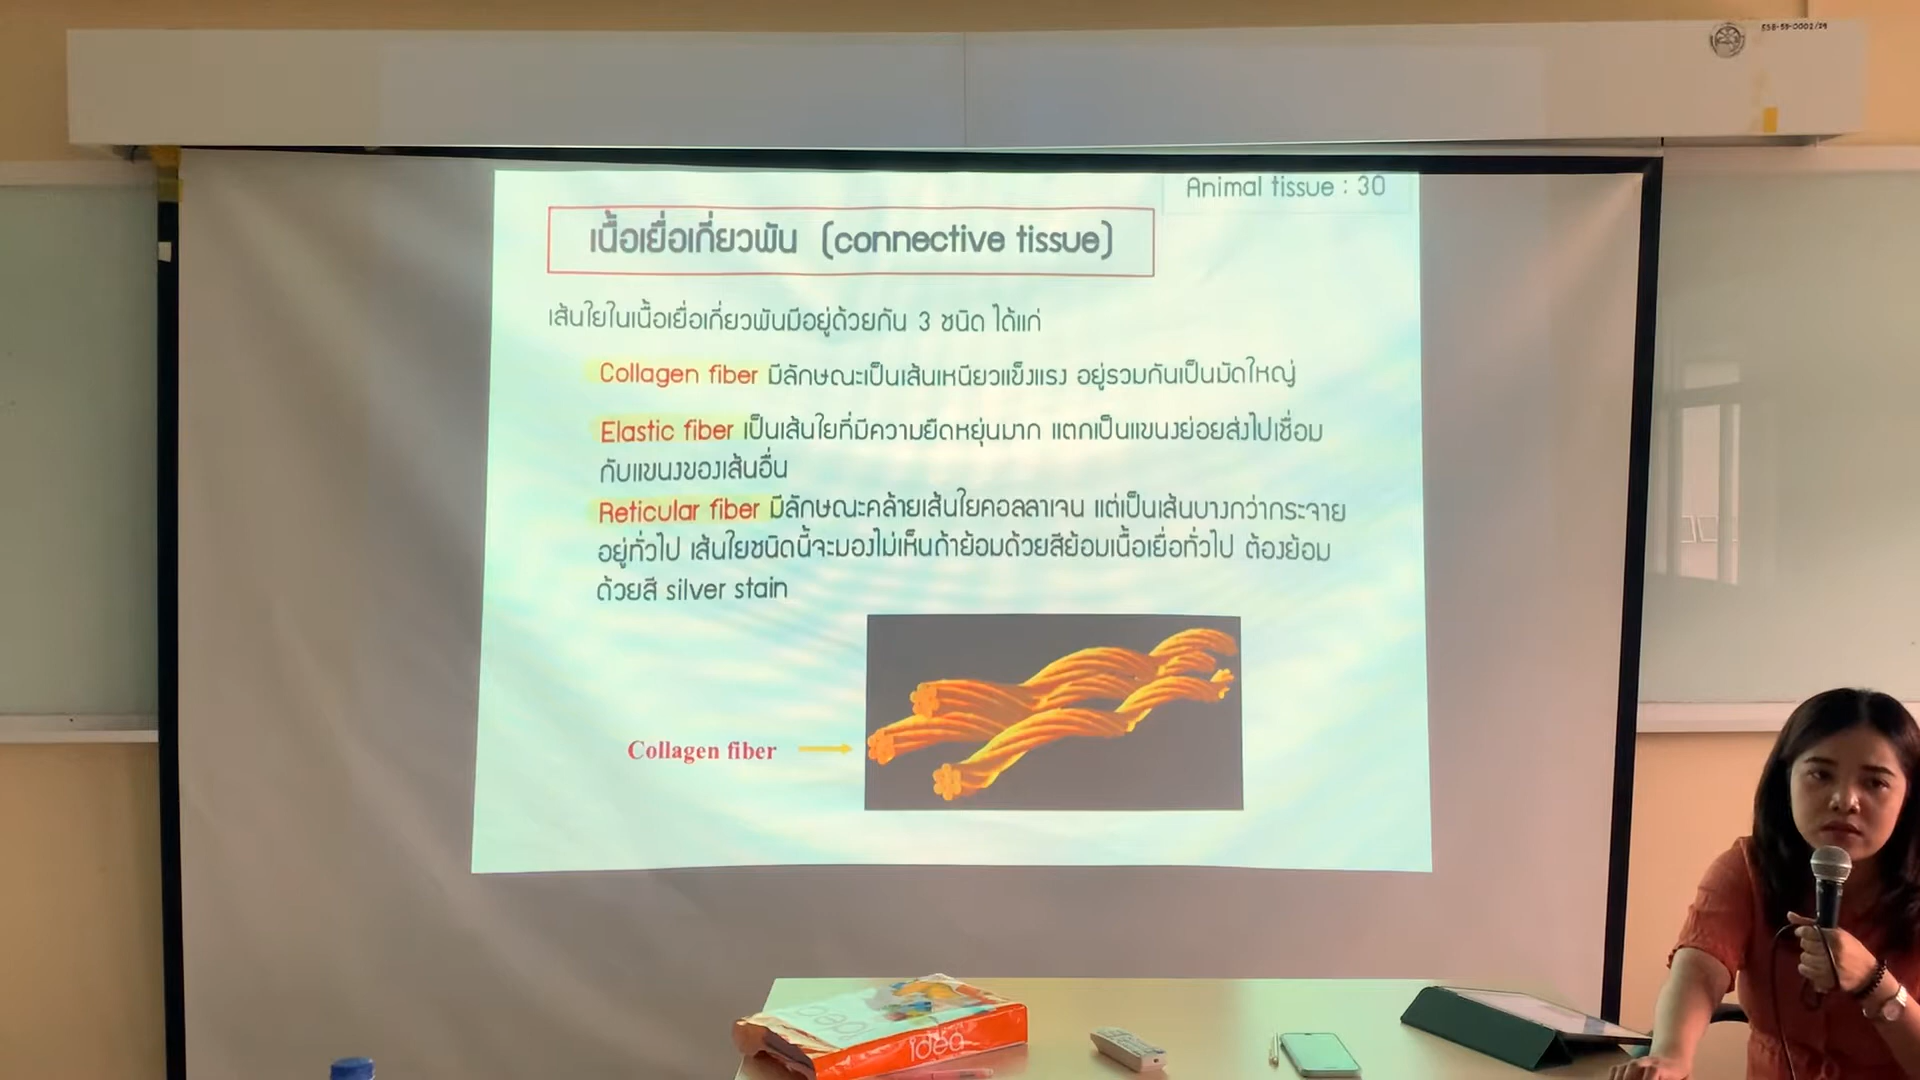 ESB-59-0002/29
Animal tissue : 30
เนื้อเยื่อเกี่ยวพัน (connective tissue)
เส้นใยในเนื้อเยื่อเกี่ยวพันมีอยู่ด้วยกัน 3 ชนิด ได้แก่
Collagen fiber มีลักษณะเป็นเส้นเหนียวแข็งแรง อยู่รวมกันเป็นมัดใหญ่
Elastic fiber เป็นเส้นใยที่มีความยืดหยุ่นมาก แตกเป็นแขนงย่อยส่งไปเชื่อม
กับแขนงของเส้นอื่น
Reticular fiber มีลักษณะคล้ายเส้นใยคอลลาเจน แต่เป็นเส้นบางกว่ากระจาย
อยู่ทั่วไป เส้นใยชนิดนี้จะมองไม่เห็นถ้าย้อมด้วยสีย้อมเนื้อเยื่อทั่วไป ต้องย้อม
ด้วยสี silver stain
Collagen fiber
idea
idea